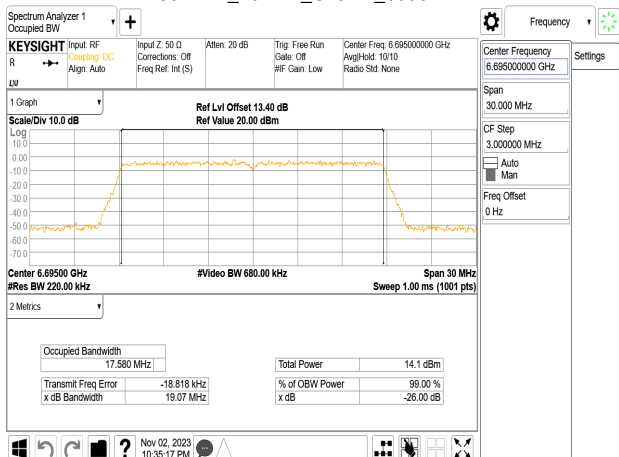 Spectrum Analyzer 1
Occupied BW
Frequency
KEYSIGHT
R
LXI
Input: RF
Coupling: DC
Align: Auto
Input Z: 50 Ω
Corrections: Off
Freq Ref: Int (S)
Atten: 20 dB
Trig: Free Run
Gate: Off
#IF Gain: Low
Center Freq: 6.695000000 GHz
Avg|Hold: 10/10
Radio Std: None
Center Frequency
6.695000000 GHz
Settings
Span
30.000 MHz
CF Step
3.000000 MHz
Auto
Man
Freq Offset
0 Hz
1 Graph
Scale/Div 10.0 dB
Ref Lvl Offset 13.40 dB
Ref Value 20.00 dBm
Log
10.0
0.00
-10.0
-20.0
-30.0
-40.0
-50.0
-60.0
-70.0
Center 6.69500 GHz
#Res BW 220.00 kHz
#Video BW 680.00 kHz
Span 30 MHz
Sweep 1.00 ms (1001 pts)
2 Metrics
Occupied Bandwidth
17.580 MHz
Transmit Freq Error -18.818 kHz
x dB Bandwidth 19.07 MHz
Total Power 14.1 dBm
% of OBW Power 99.00 %
x dB -26.00 dB
?
Nov 02, 2023
10:35:17 PM